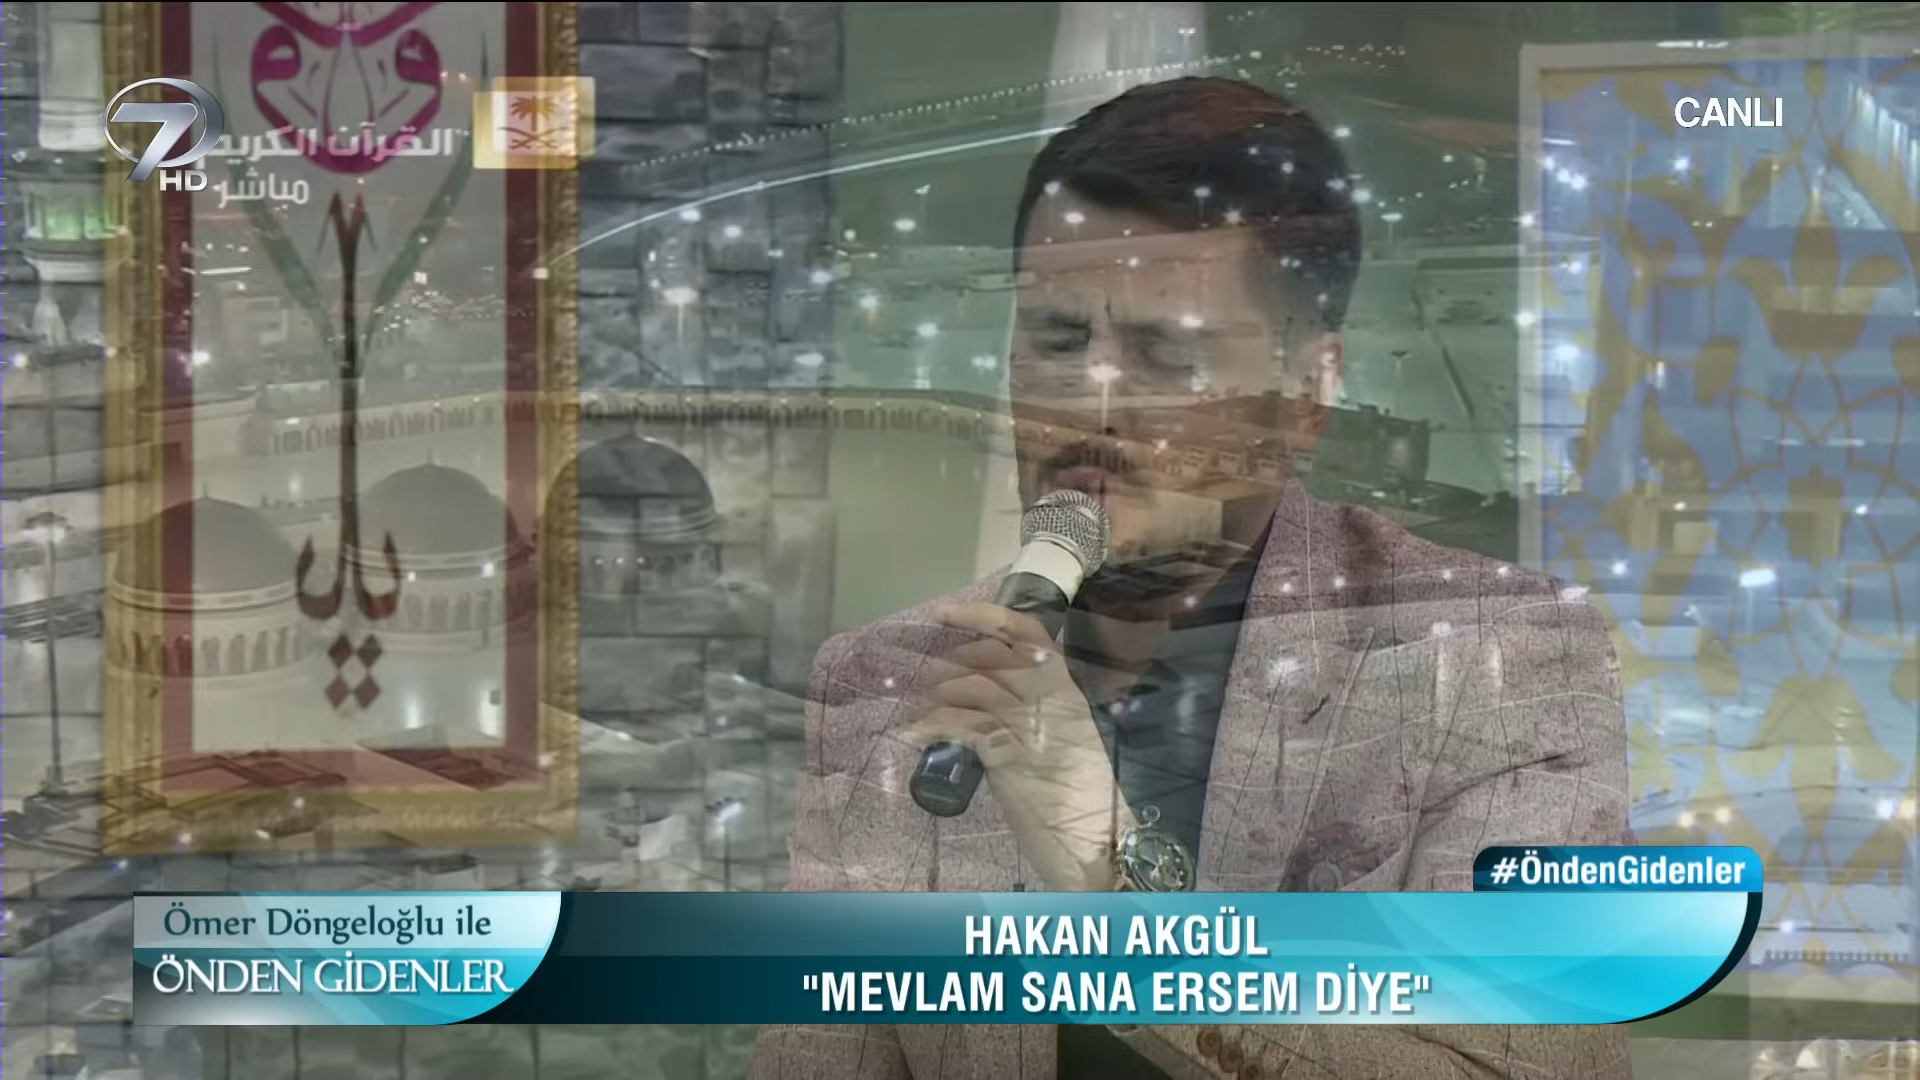 7
HD
القرآن الكريم
مباشر
CANLI
#ÖndenGidenler
Ömer Döngeloğlu ile
ÖNDEN GİDENLER
HAKAN AKGÜL
"MEVLAM SANA ERSEM DİYE"